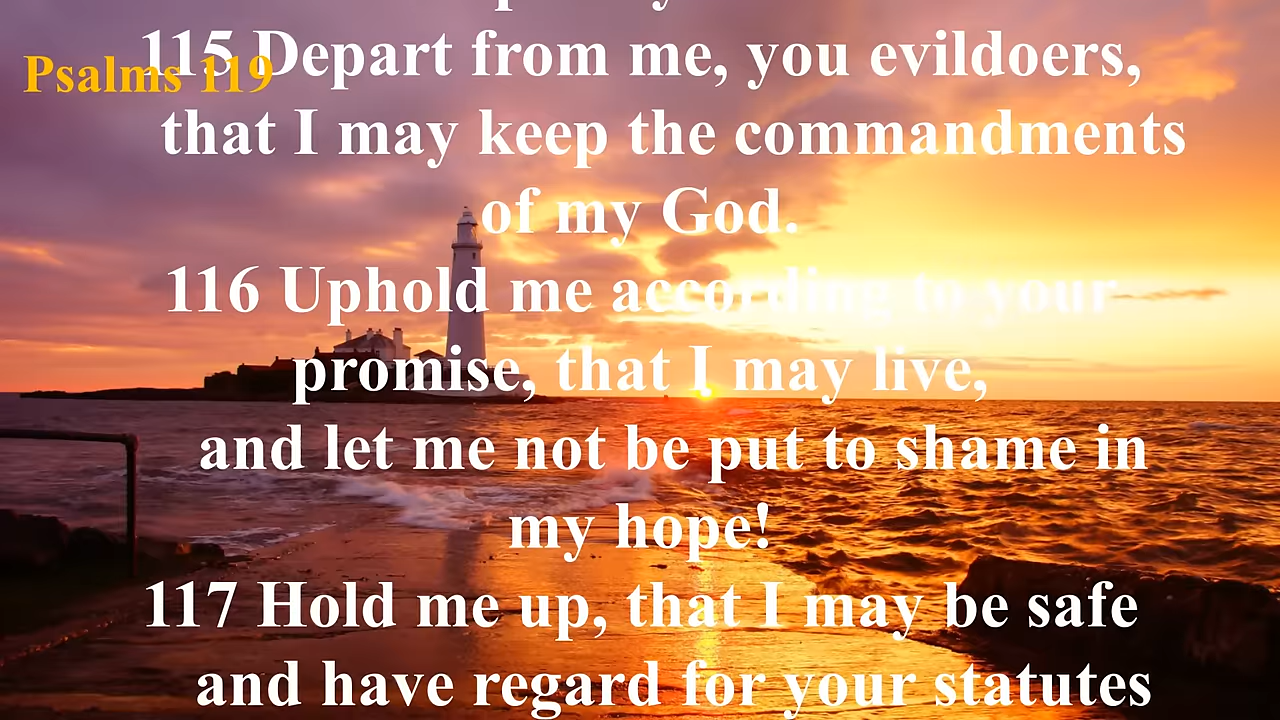 Psalms 119
115 Depart from me, you evildoers,
that I may keep the commandments
of my God.
116 Uphold me according to your
promise, that I may live,
and let me not be put to shame in
my hope!
117 Hold me up, that I may be safe
and have regard for your statutes